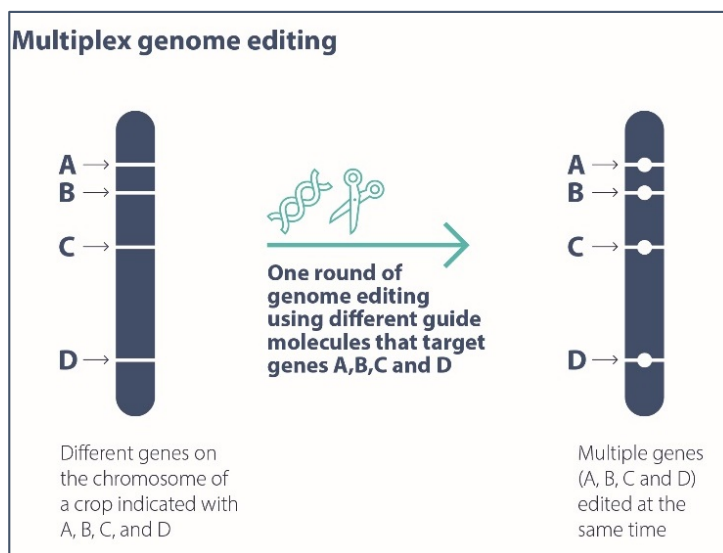 Multiplex genome editing
A
B
C
D
A
B
C
D
One round of
genome editing
using different guide
molecules that target
genes A,B,C and D
Different genes on
the chromosome of
a crop indicated with
A, B, C, and D
Multiple genes
(A, B, C and D)
edited at the
same time